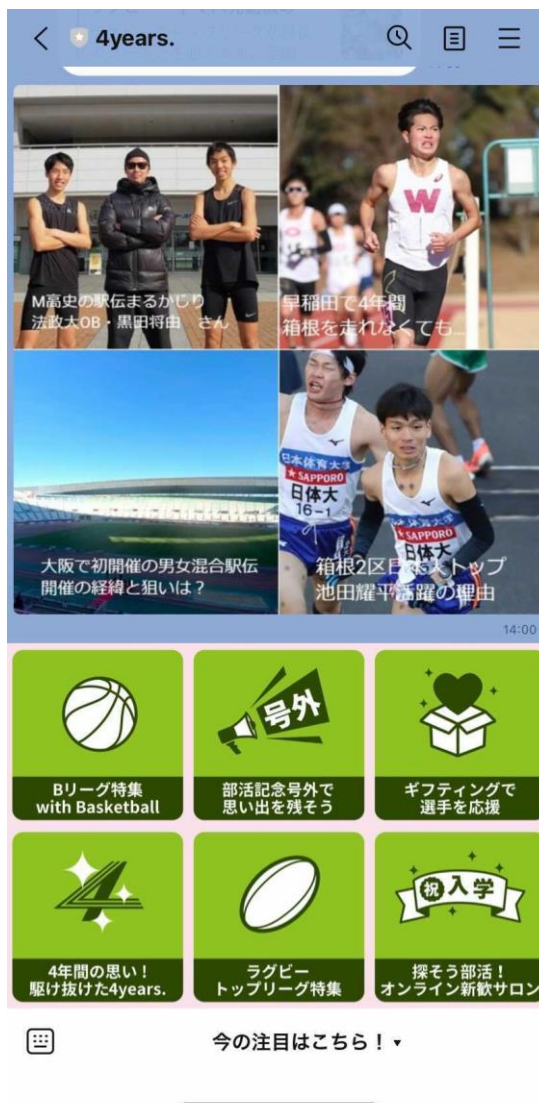 4years.
M高史の駅伝まるかじり
法政大OB・黒田将由 さん
W
早稲田で4年間
箱根を走れなくても…
大阪で初開催の男女混合駅伝
開催の経緯と狙いは？
日本体育大
SAPPORO
日体大
16-1
SAPPORO
日体大
箱根2区日本人トップ
池田耀平活躍の理由
14:00
Bリーグ特集
with Basketball
号外
部活記念号外で
思い出を残そう
ギフティングで
選手を応援
4年間の思い！
駆け抜けた4years.
ラグビー
トップリーグ特集
祝入学
探そう部活！
オンライン新歓サロン
今の注目はこちら！▾